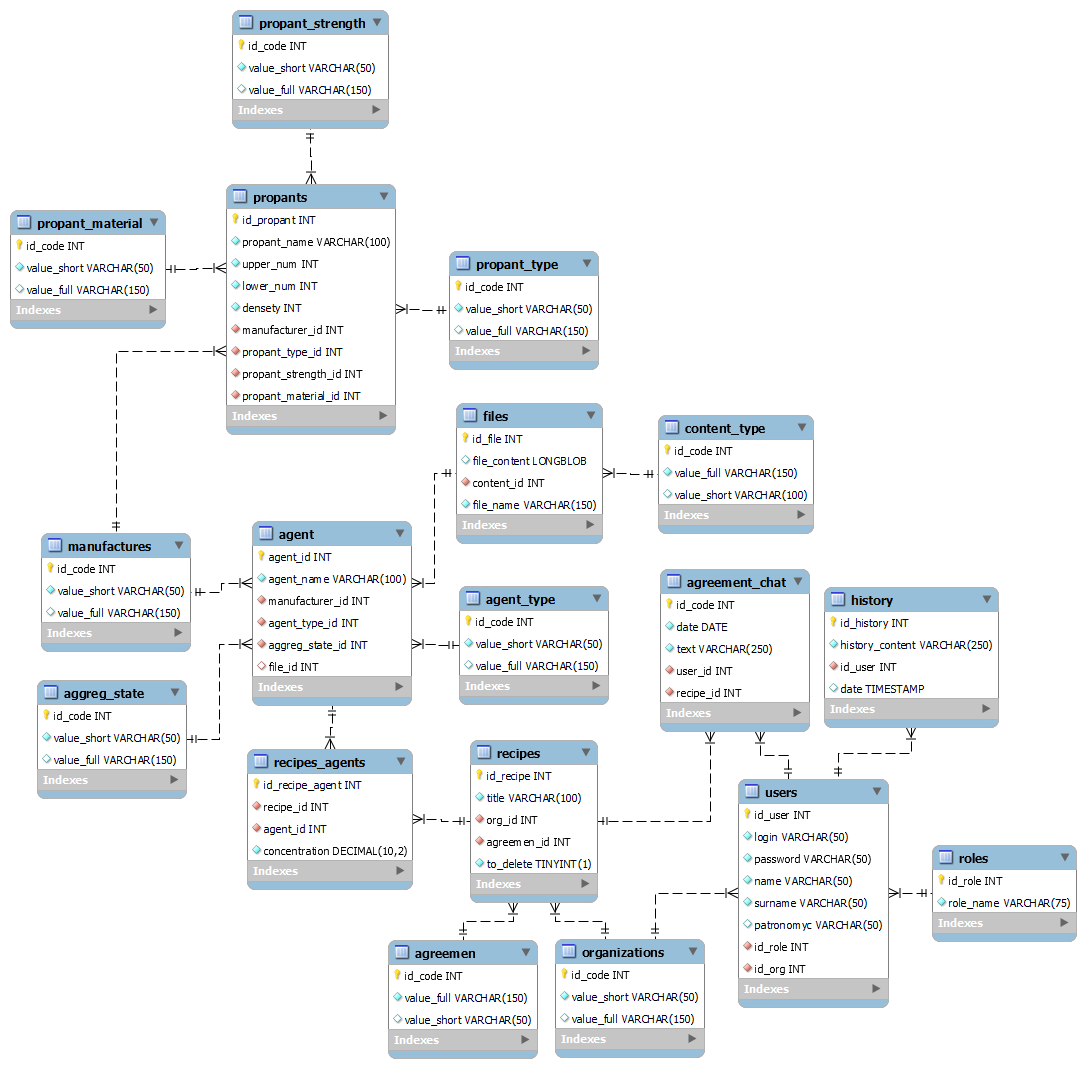 propant_strength
id_code INT
value_short VARCHAR(50)
value_full VARCHAR(150)
Indexes
propants
id_propant INT
propant_name VARCHAR(100)
upper_num INT
lower_num INT
densety INT
manufacturer_id INT
propant_type_id INT
propant_strength_id INT
propant_material_id INT
Indexes
propant_material
id_code INT
value_short VARCHAR(50)
value_full VARCHAR(150)
Indexes
propant_type
id_code INT
value_short VARCHAR(50)
value_full VARCHAR(150)
Indexes
files
id_file INT
file_content LONGBLOB
content_id INT
file_name VARCHAR(150)
Indexes
content_type
id_code INT
value_full VARCHAR(150)
value_short VARCHAR(100)
Indexes
manufactures
id_code INT
value_short VARCHAR(50)
value_full VARCHAR(150)
Indexes
agent
agent_id INT
agent_name VARCHAR(100)
manufacturer_id INT
agent_type_id INT
aggreg_state_id INT
file_id INT
Indexes
agent_type
id_code INT
value_short VARCHAR(50)
value_full VARCHAR(150)
Indexes
agreement_chat
id_code INT
date DATE
text VARCHAR(250)
user_id INT
recipe_id INT
Indexes
history
id_history INT
history_content VARCHAR(250)
id_user INT
date TIMESTAMP
Indexes
aggreg_state
id_code INT
value_short VARCHAR(50)
value_full VARCHAR(150)
Indexes
recipes_agents
id_recipe_agent INT
recipe_id INT
agent_id INT
concentration DECIMAL(10,2)
Indexes
recipes
id_recipe INT
title VARCHAR(100)
org_id INT
agreemen_id INT
to_delete TINYINT(1)
Indexes
users
id_user INT
login VARCHAR(50)
password VARCHAR(50)
name VARCHAR(50)
surname VARCHAR(50)
patronomyc VARCHAR(50)
id_role INT
id_org INT
Indexes
roles
id_role INT
role_name VARCHAR(75)
Indexes
agreemen
id_code INT
value_full VARCHAR(150)
value_short VARCHAR(50)
Indexes
organizations
id_code INT
value_short VARCHAR(50)
value_full VARCHAR(150)
Indexes